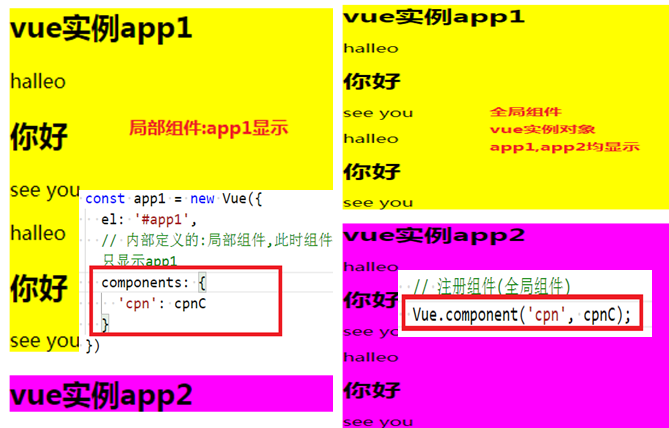 vue实例app1
halleo
你好
局部组件:app1显示
see you
halleo
你好
see you
const app1 = new Vue({
el: '#app1',
// 内部定义的:局部组件,此时组件
只显示app1
components: {
'cpn': cpnC
}
})
vue实例app2
vue实例app1
halleo
你好
see you
全局组件
vue实例对象
app1,app2均显示
halleo
你好
see you
vue实例app2
halleo
你好
// 注册组件(全局组件)
Vue.component('cpn', cpnC);
see you
halleo
你好
see you